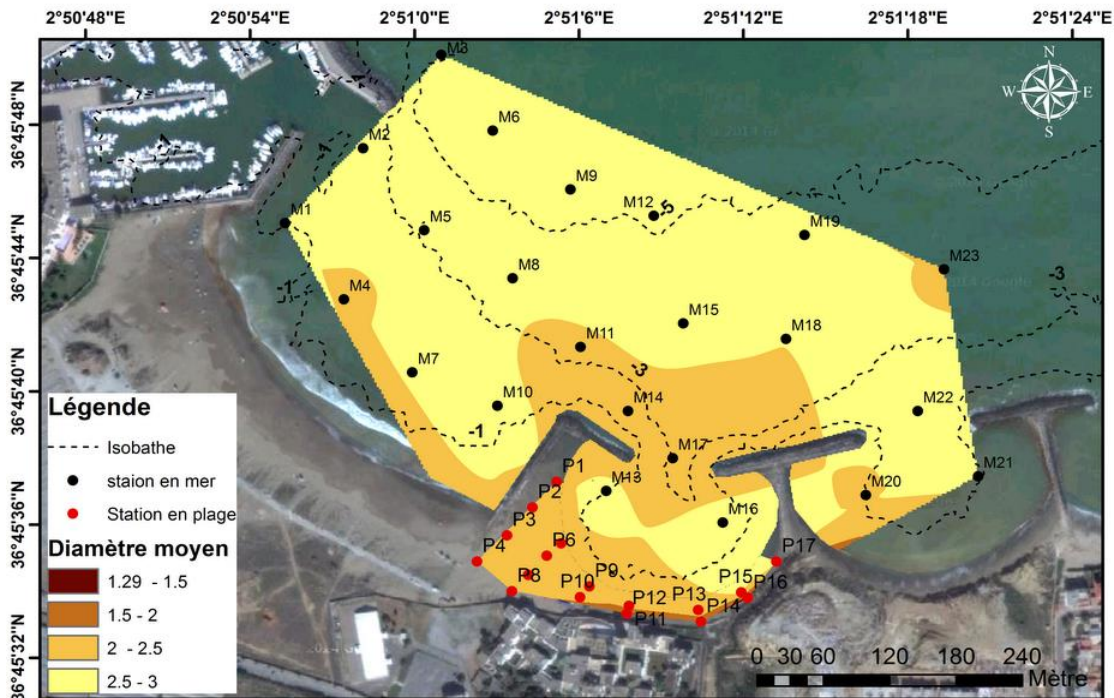 2°50'48"E 2°50'54"E 2°51'0"E 2°51'6"E 2°51'12"E 2°51'18"E 2°51'24"E
M3
N
W E
S
36°45'48"N
M6
M2
M9
M12
-5
M1
M5
M19
36°45'44"N
M23
-3
M8
-1
M4
M15
M18
M11
M7
-3
36°45'40"N
M10
M14
M22
-1
M17
M21
P1
M13
M20
P2
M16
36°45'36"N
P3
P6
P4
P17
P8
P9
P10
P15
P16
P12
P13
P14
P11
36°45'32"N
Légende
Isobathe
staion en mer
Station en plage
Diamètre moyen
1.29 - 1.5
1.5 - 2
2 - 2.5
2.5 - 3
0 30 60 120 180 240
Mètre